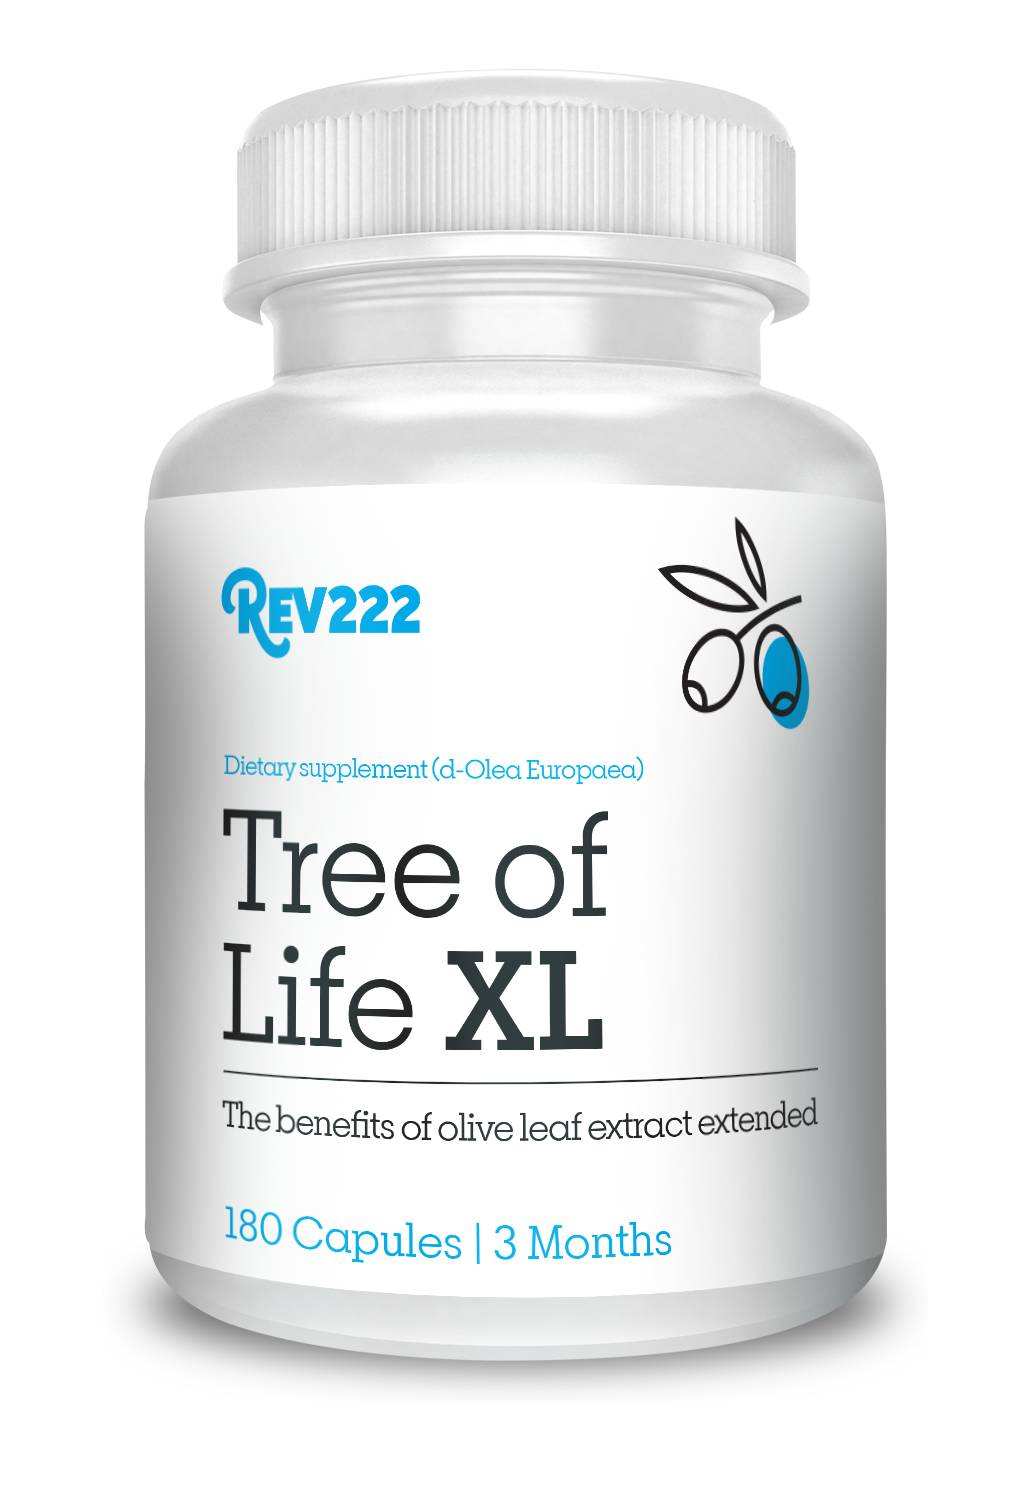 REV222
Dietary supplement (d-Olea Europaea)
Tree of
Life XL
The benefits of olive leaf extract extended
180 Capules | 3 Months